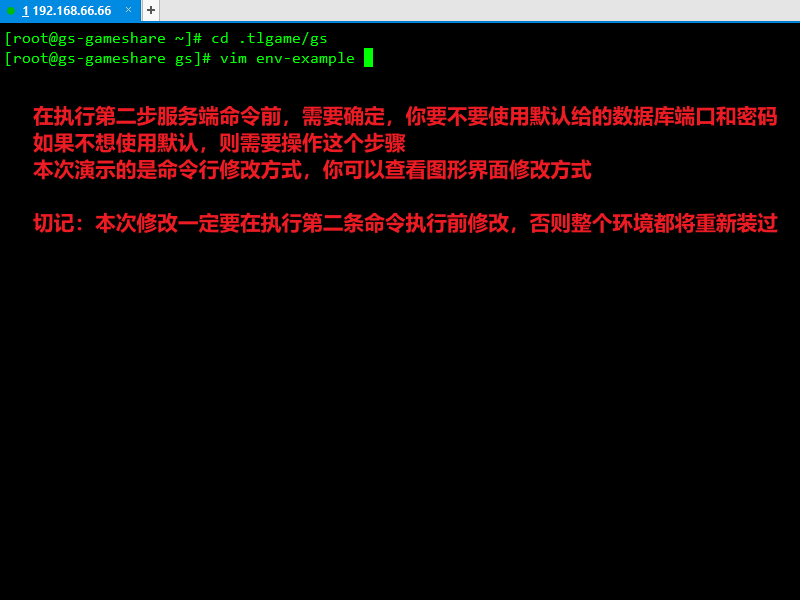 1 192.168.66.66 × +
[root@gs-gameshare ~]# cd .tlgame/gs
[root@gs-gameshare gs]# vim env-example
在执行第二步服务端命令前，需要确定，你要不要使用默认给的数据库端口和密码
如果不想使用默认，则需要操作这个步骤
本次演示的是命令行修改方式，你可以查看图形界面修改方式
切记：本次修改一定要在执行第二条命令执行前修改，否则整个环境都将重新装过